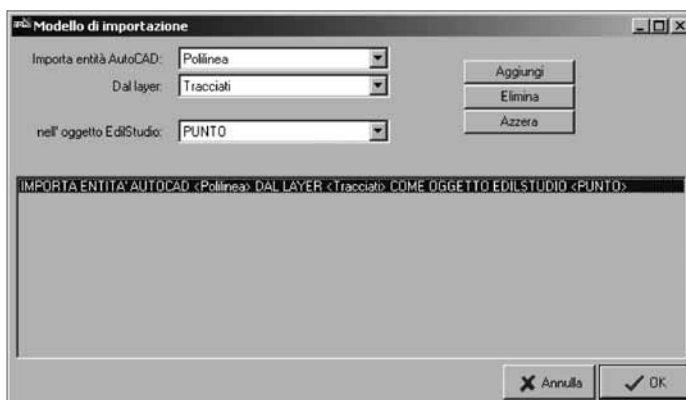 Modello di importazione
Importa entità AutoCAD: Polilinea
Dal layer: Tracciati
nell' oggetto EdilStudio: PUNTO
Aggiungi
Elimina
Azzera
IMPORTA ENTITA' AUTOCAD <Polilinea> DAL LAYER <Tracciati> COME OGGETTO EDILSTUDIO <PUNTO>
Annulla OK